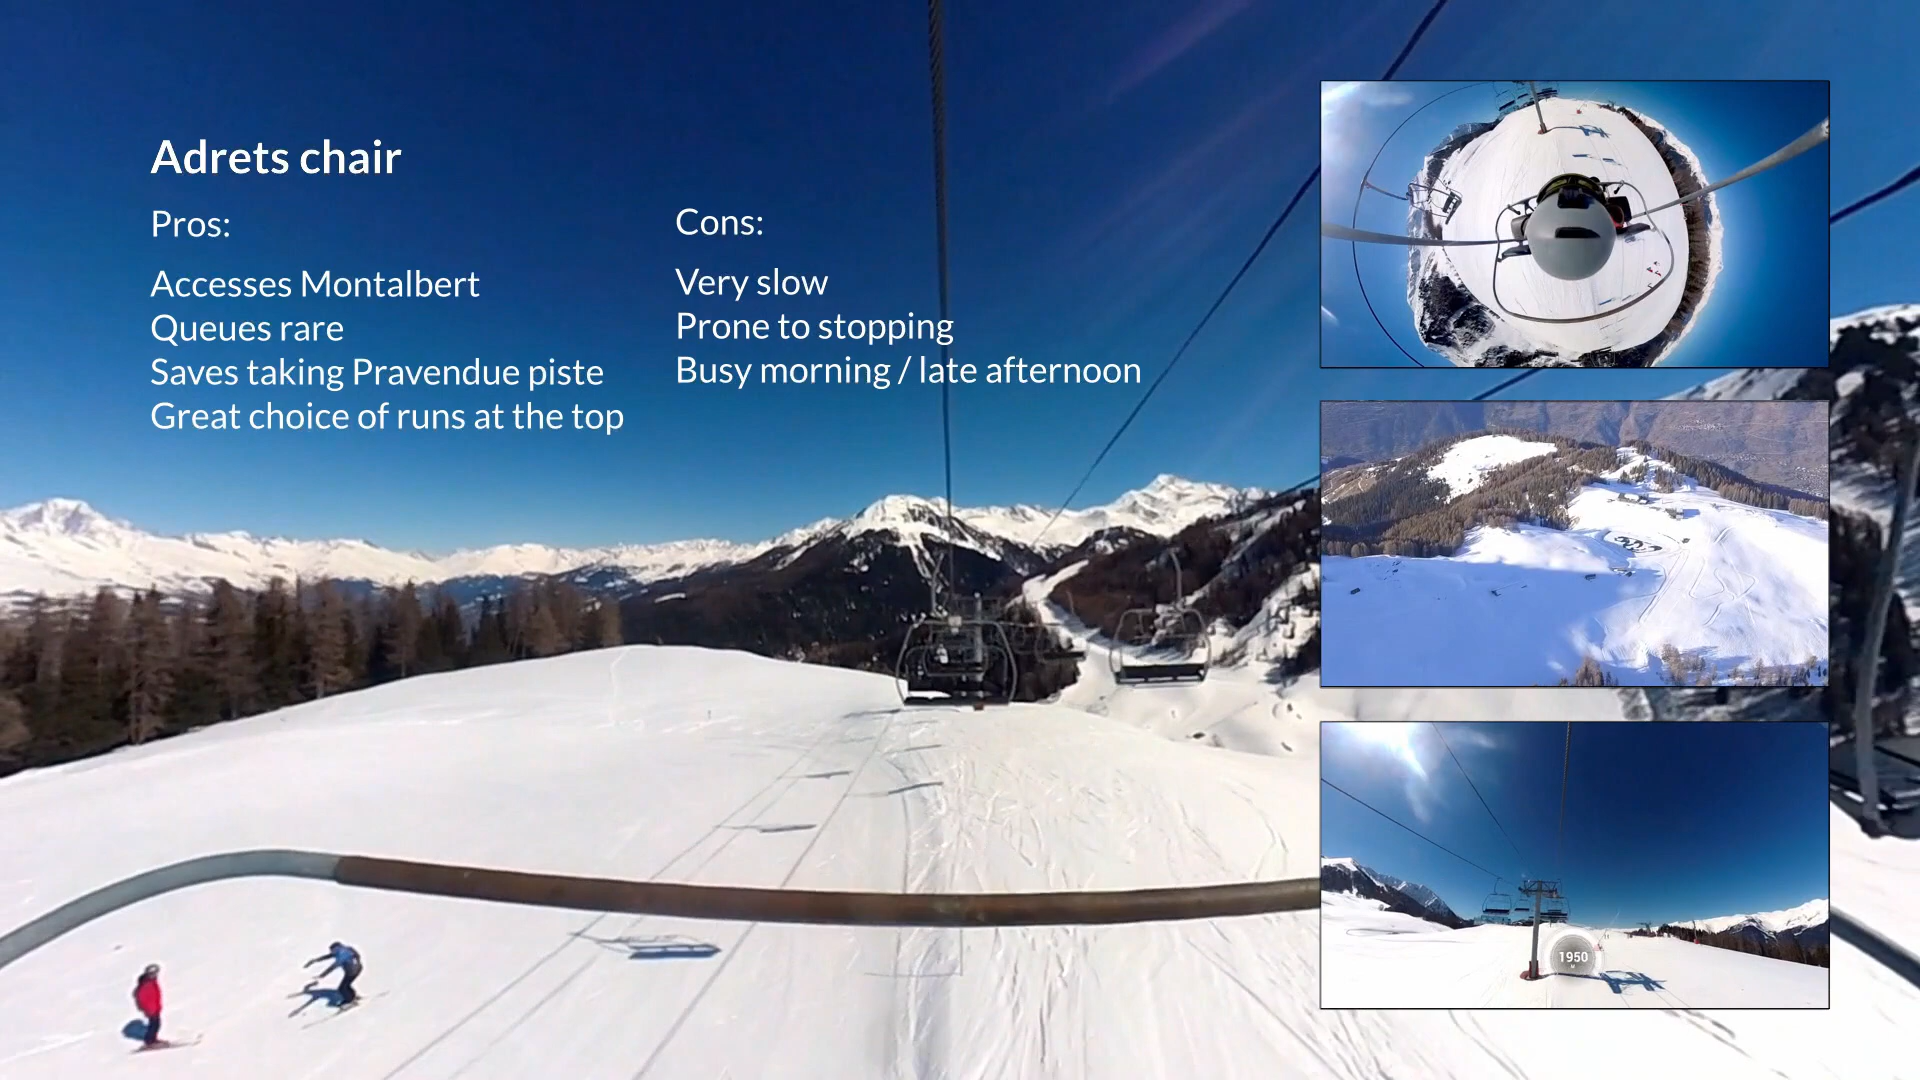 Adrets chair
Pros:
Accesses Montalbert
Queues rare
Saves taking Pravendue piste
Great choice of runs at the top
Cons:
Very slow
Prone to stopping
Busy morning / late afternoon
1950
M